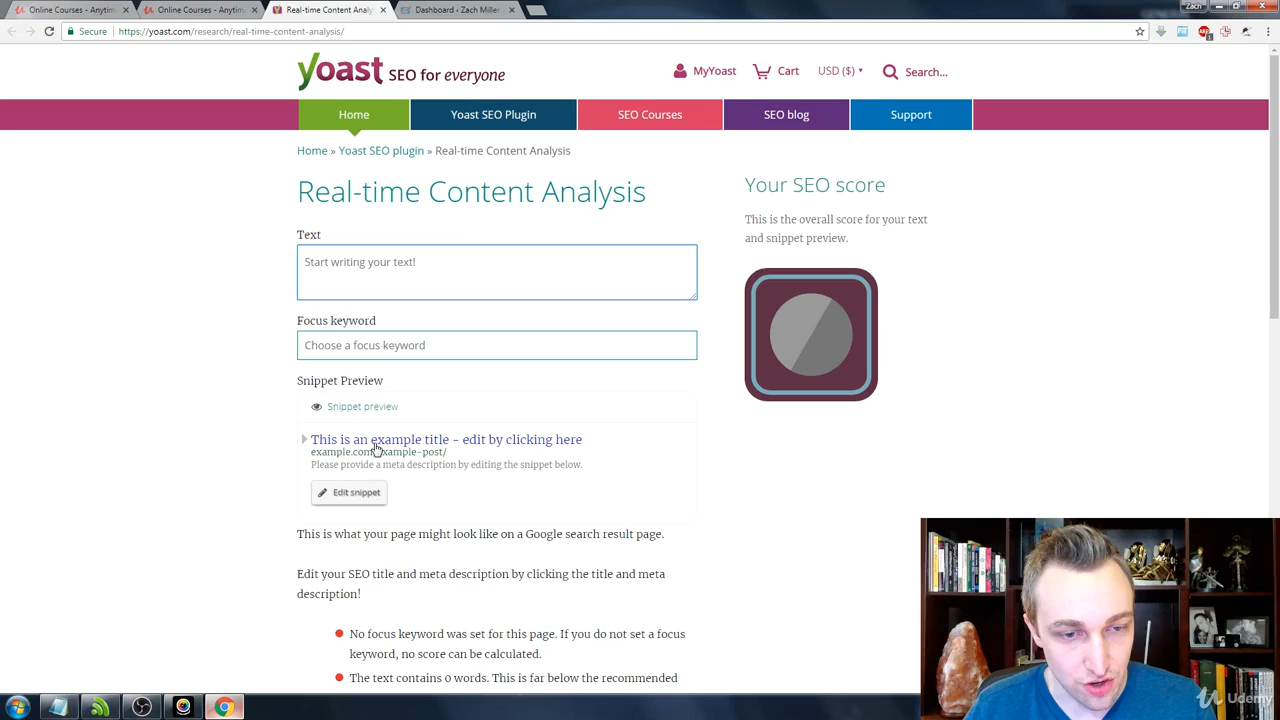 Online Courses - Anytim
Online Courses - Anytim
Real-time Content Analys
Dashboard ‹ Zach Miller
Zach
Secure
https://yoast.com/research/real-time-content-analysis/
1
yoast SEO for everyone
MyYoast
Cart
USD ($)
Search...
Home
Yoast SEO Plugin
SEO Courses
SEO blog
Support
Home » Yoast SEO plugin » Real-time Content Analysis
Real-time Content Analysis
Your SEO score
This is the overall score for your text
and snippet preview.
Text
Start writing your text!
Focus keyword
Choose a focus keyword
Snippet Preview
Snippet preview
This is an example title - edit by clicking here
example.com/example-post/
Please provide a meta description by editing the snippet below.
Edit snippet
This is what your page might look like on a Google search result page.
Edit your SEO title and meta description by clicking the title and meta
description!
No focus keyword was set for this page. If you do not set a focus
keyword, no score can be calculated.
The text contains 0 words. This is far below the recommended
Udemy